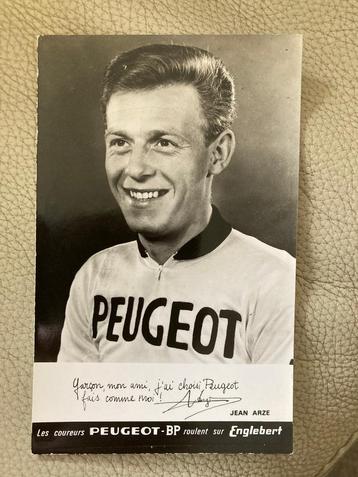 PEUGEOT
Garçon, mon ami, j'ai choisi Peugeot
fais comme moi !
JEAN ARZE
Les coureurs PEUGEOT-BP roulent sur Englebert